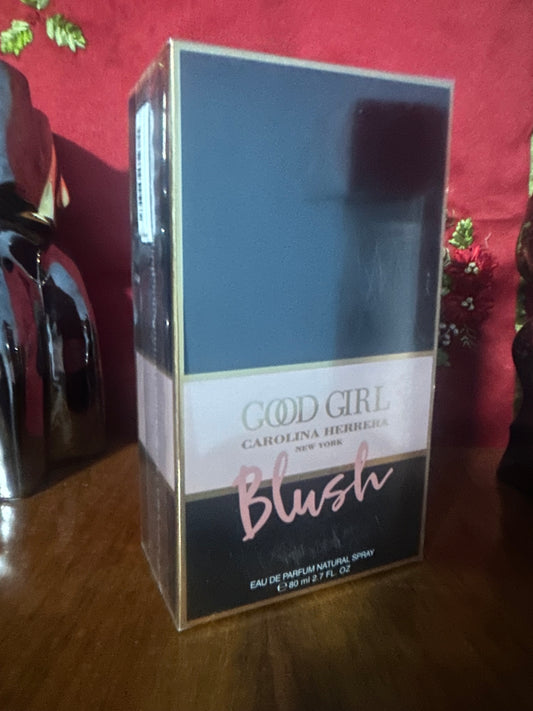 GOOD GIRL
CAROLINA HERRERA
NEW YORK
Blush
EAU DE PARFUM NATURAL SPRAY
℮ 80 ml 2.7 FL. OZ